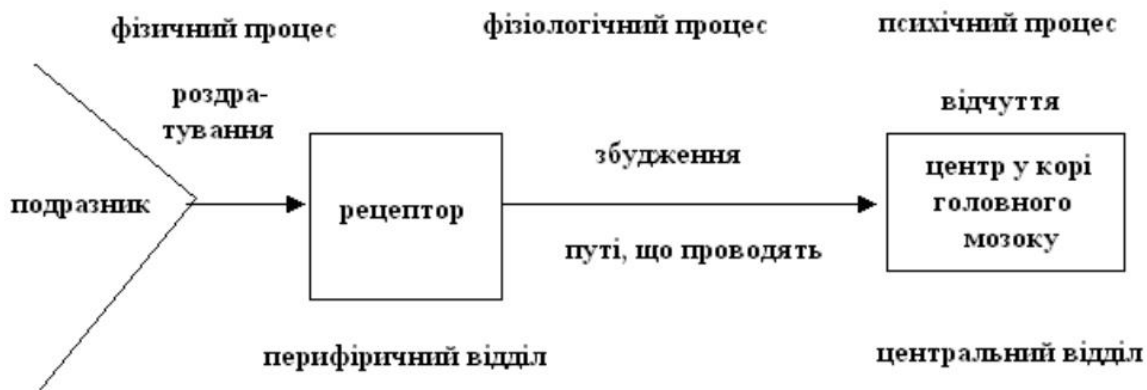 фізичний процес
фізіологічний процес
психічний процес
роздра-
тування
відчуття
подразник
рецептор
збудження
путі, що проводять
центр у корі
головного
мозоку
перифіричний відділ
центральний відділ